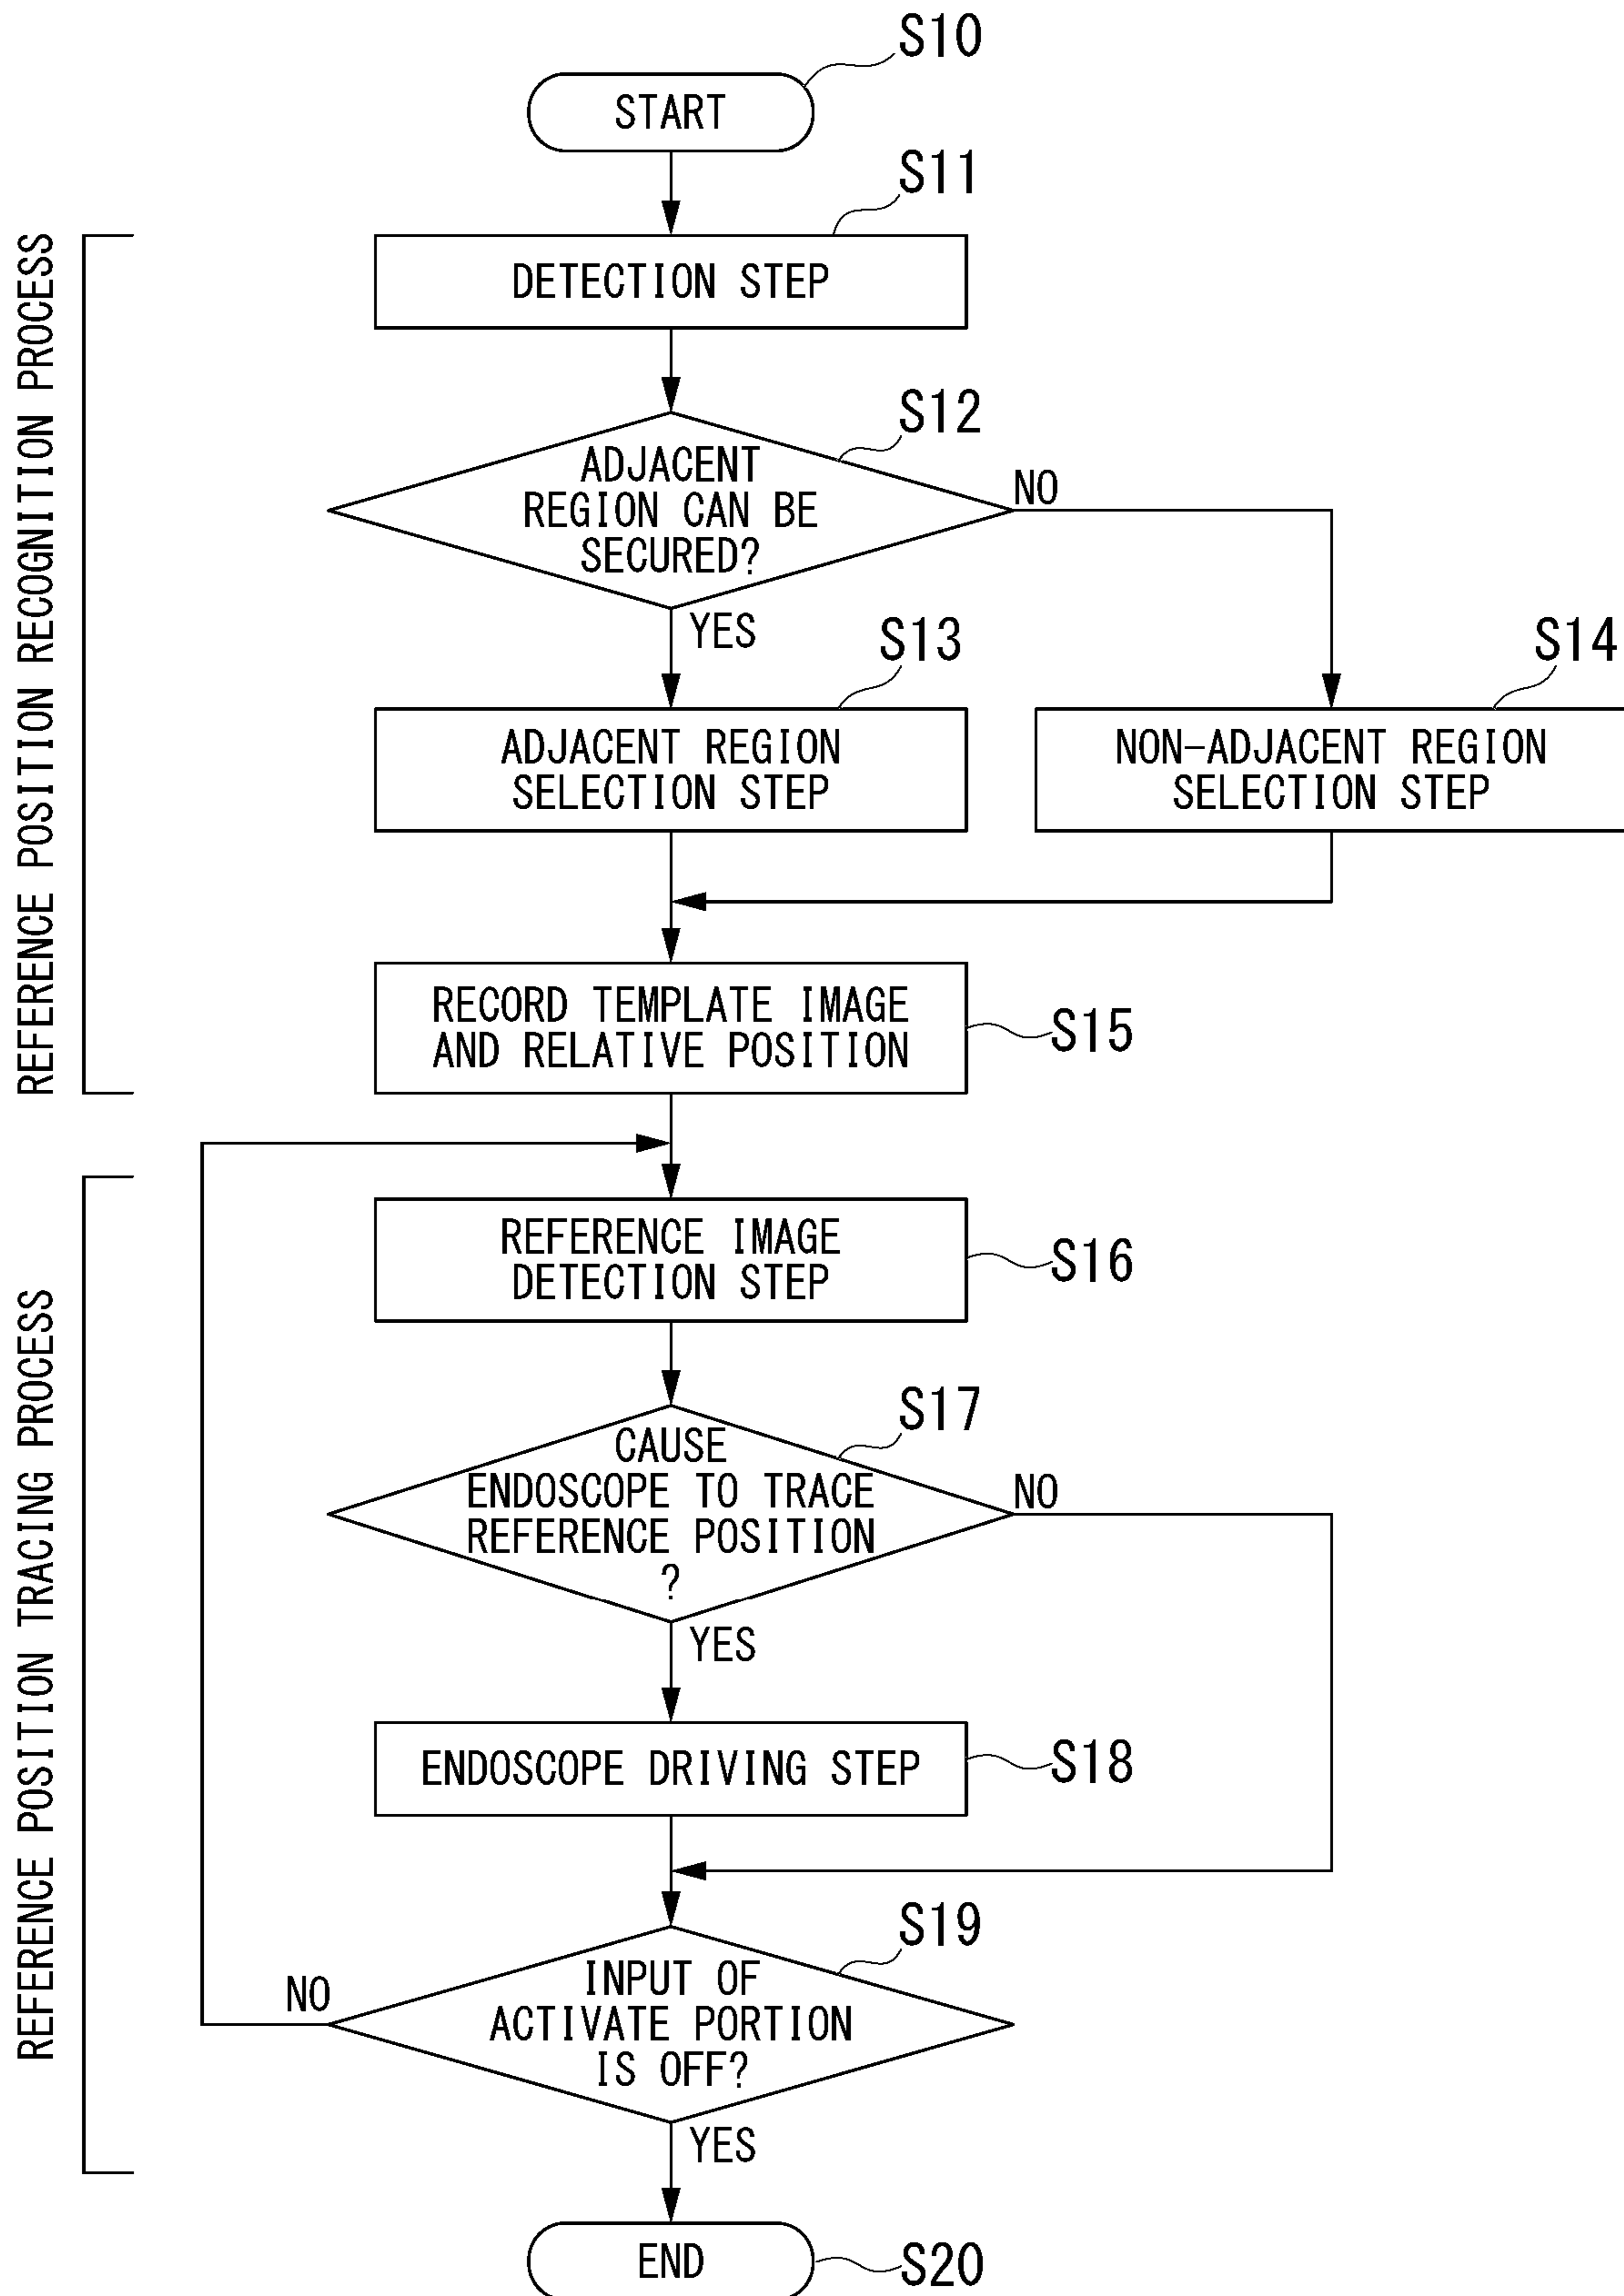 S10
START
S11
REFERENCE POSITION RECOGNITION PROCESS
DETECTION STEP
S12
ADJACENT
REGION CAN BE
SECURED?
NO
YES
S13
S14
ADJACENT REGION
SELECTION STEP
NON-ADJACENT REGION
SELECTION STEP
RECORD TEMPLATE IMAGE
AND RELATIVE POSITION
S15
REFERENCE POSITION TRACING PROCESS
REFERENCE IMAGE
DETECTION STEP
S16
S17
CAUSE
ENDOSCOPE TO TRACE
REFERENCE POSITION
?
NO
YES
ENDOSCOPE DRIVING STEP
S18
S19
INPUT OF
ACTIVATE PORTION
IS OFF?
NO
YES
END
S20